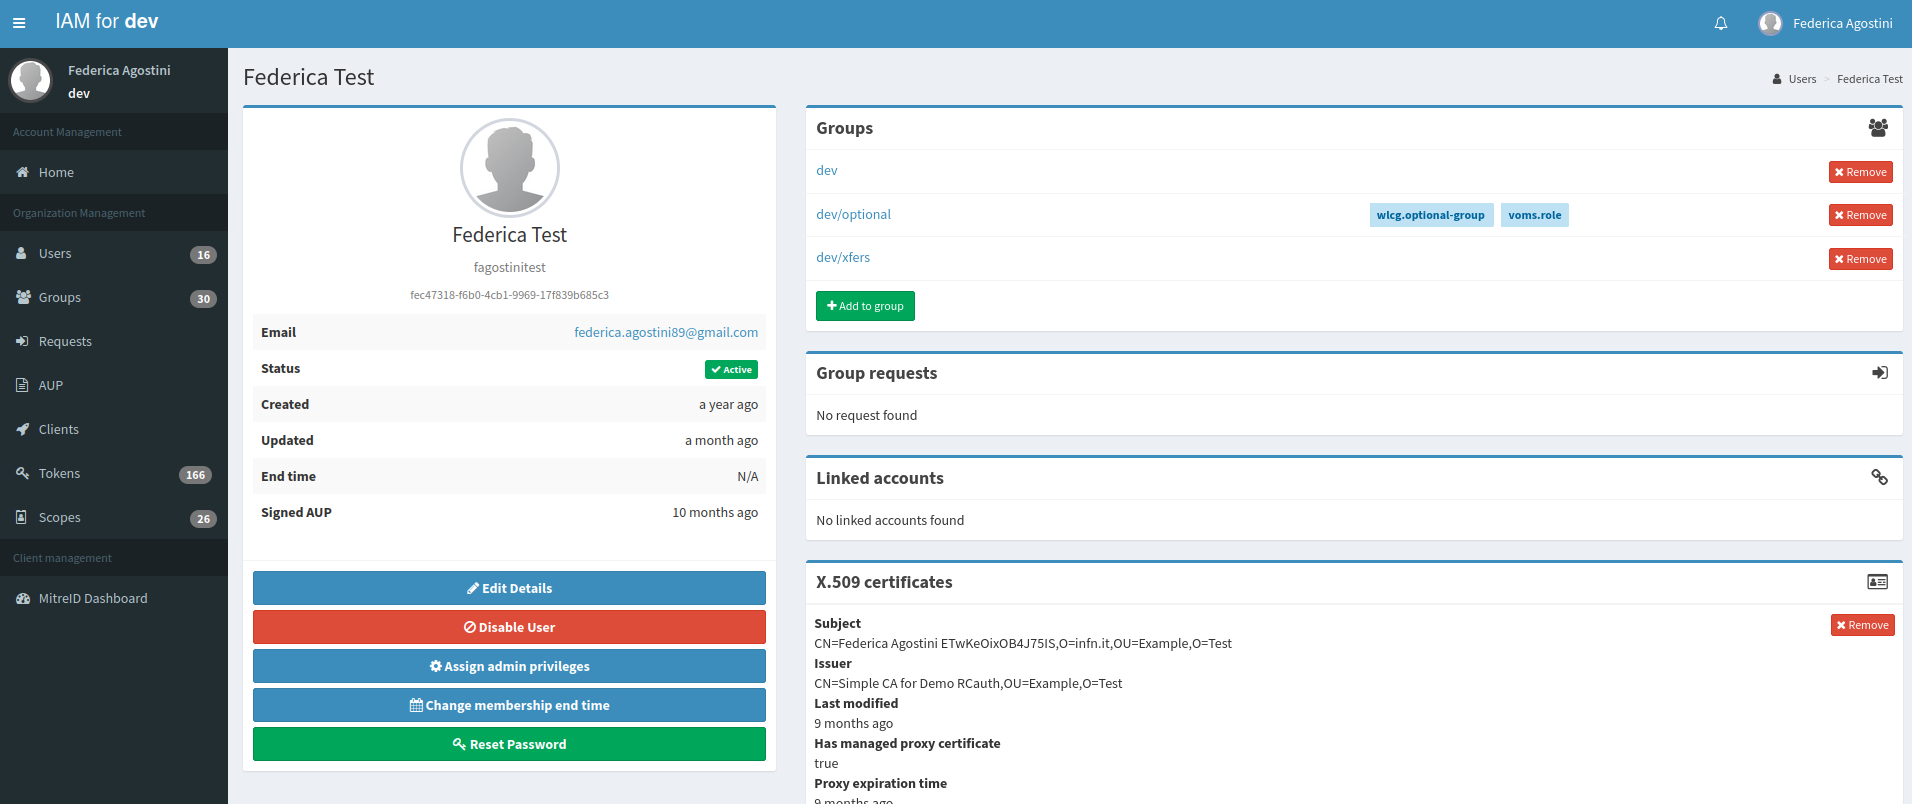 IAM for dev
Federica Agostini
Federica Agostini
dev
Account Management
Home
Organization Management
Users 16
Groups 30
Requests
AUP
Clients
Tokens 166
Scopes 26
Client management
MitreID Dashboard
Federica Test
Users > Federica Test
Federica Test
fagostinitest
fec47318-f6b0-4cb1-9969-17f839b685c3
Email federica.agostini89@gmail.com
Status Active
Created a year ago
Updated a month ago
End time N/A
Signed AUP 10 months ago
Edit Details
Disable User
Assign admin privileges
Change membership end time
Reset Password
Groups
dev Remove
dev/optional wlcg.optional-group voms.role Remove
dev/xfers Remove
Add to group
Group requests
No request found
Linked accounts
No linked accounts found
X.509 certificates
Subject Remove
CN=Federica Agostini ETwKeOixOB4J75IS,O=infn.it,OU=Example,O=Test
Issuer
CN=Simple CA for Demo RCauth,OU=Example,O=Test
Last modified
9 months ago
Has managed proxy certificate
true
Proxy expiration time
9 months ago